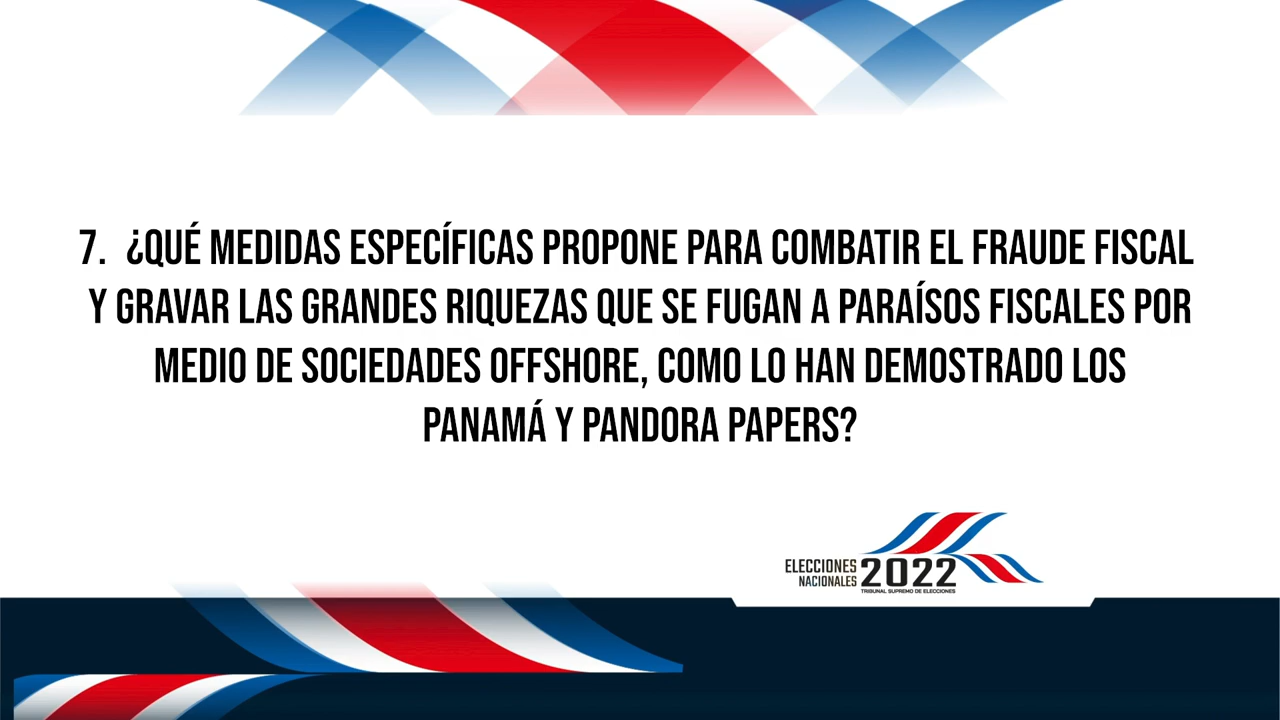 7. ¿QUÉ MEDIDAS ESPECÍFICAS PROPONE PARA COMBATIR EL FRAUDE FISCAL
Y GRAVAR LAS GRANDES RIQUEZAS QUE SE FUGAN A PARAÍSOS FISCALES POR
MEDIO DE SOCIEDADES OFFSHORE, COMO LO HAN DEMOSTRADO LOS
PANAMÁ Y PANDORA PAPERS?
ELECCIONES
NACIONALES
2022
TRIBUNAL SUPREMO DE ELECCIONES